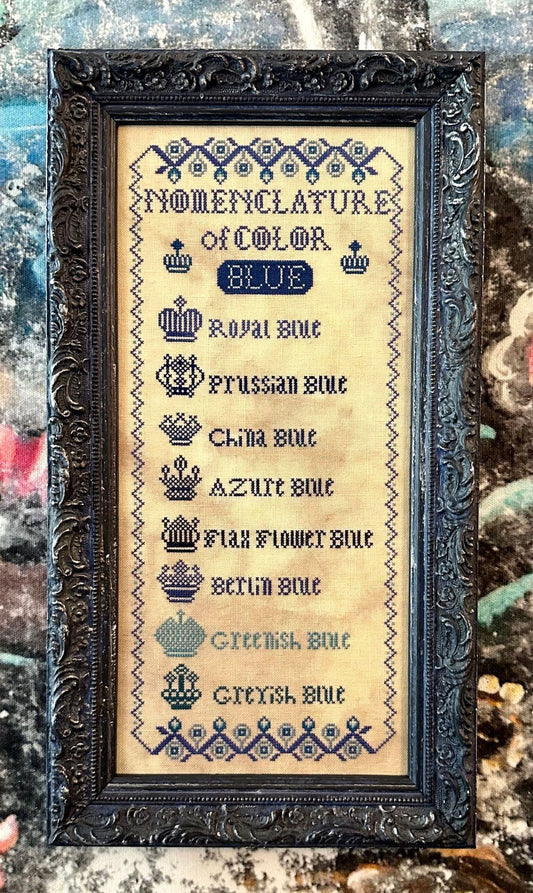 NOMENCLATURE
of COLOR
BLUE
Royal Blue
Prussian Blue
China Blue
Azure Blue
Flax Flower Blue
Berlin Blue
Greenish Blue
Greyish Blue